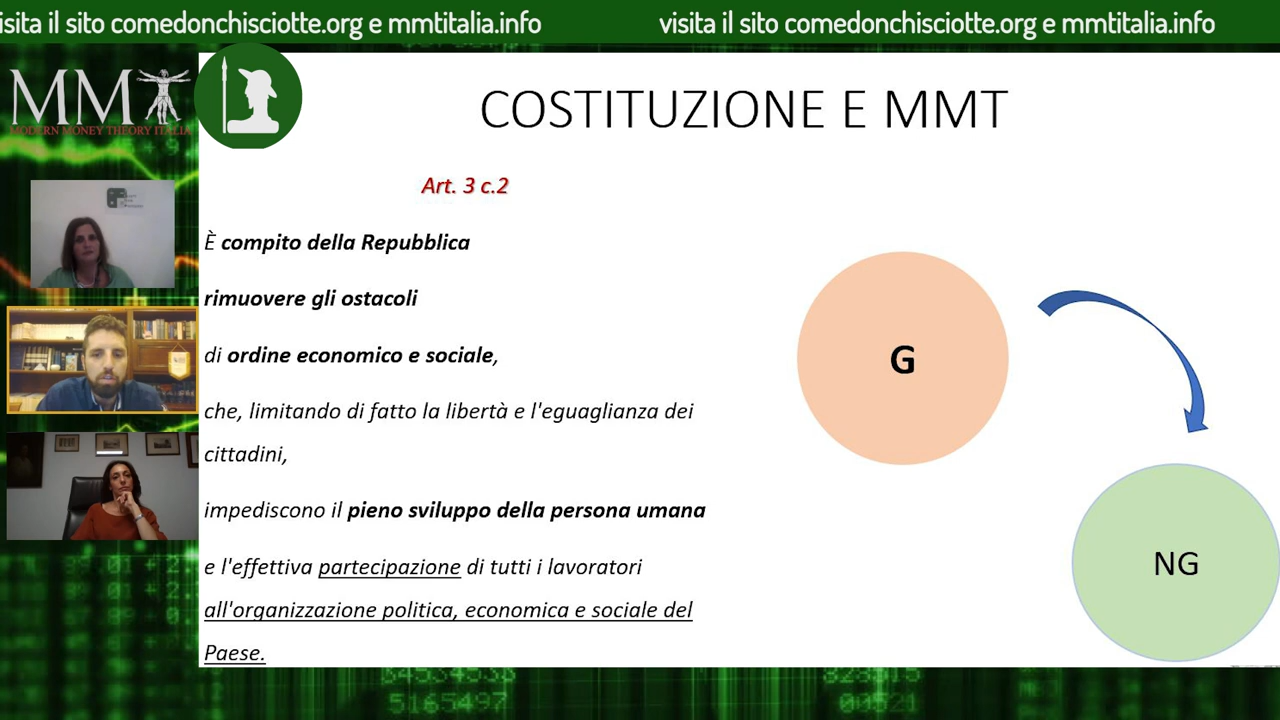 isita il sito comedonchisciotte.org e mmtitalia.info
visita il sito comedonchisciotte.org e mmtitalia.info
MMT
MODERN MONEY THEORY ITALIA
COSTITUZIONE E MMT
Art. 3 c.2
È compito della Repubblica
rimuovere gli ostacoli
di ordine economico e sociale,
che, limitando di fatto la libertà e l'eguaglianza dei
cittadini,
impediscono il pieno sviluppo della persona umana
e l'effettiva partecipazione di tutti i lavoratori
all'organizzazione politica, economica e sociale del
Paese.
G
NG
5165497